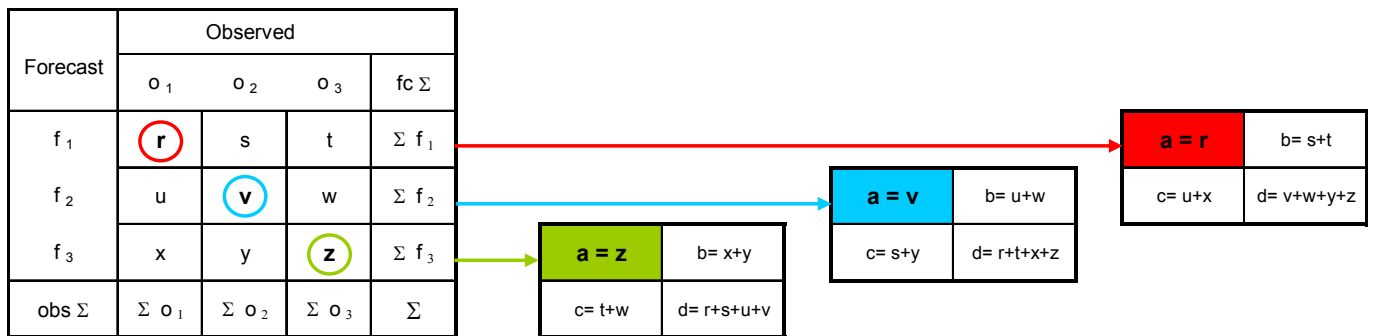 Forecast Observed
o 1 o 2 o 3 fc Σ
f 1 r s t Σ f 1
f 2 u v w Σ f 2
f 3 x y z Σ f 3
obs Σ Σ o 1 Σ o 2 Σ o 3 Σ
a = z b= x+y
c= t+w d= r+s+u+v
a = v b= u+w
c= s+y d= r+t+x+z
a = r b= s+t
c= u+x d= v+w+y+z